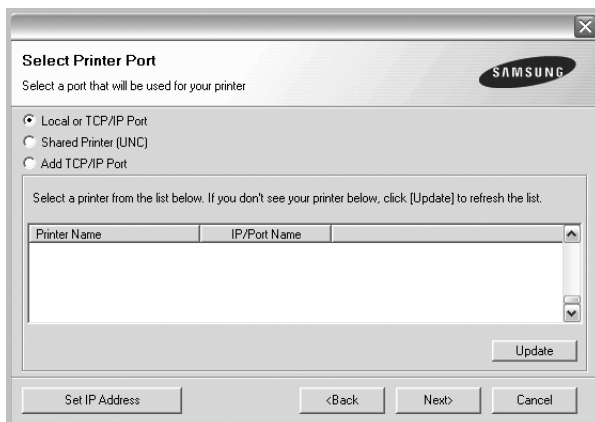 Select Printer Port
Select a port that will be used for your printer
SAMSUNG
Local or TCP/IP Port
Shared Printer (UNC)
Add TCP/IP Port
Select a printer from the list below. If you don't see your printer below, click [Update] to refresh the list.
Printer Name IP/Port Name
Update
Set IP Address <Back Next> Cancel